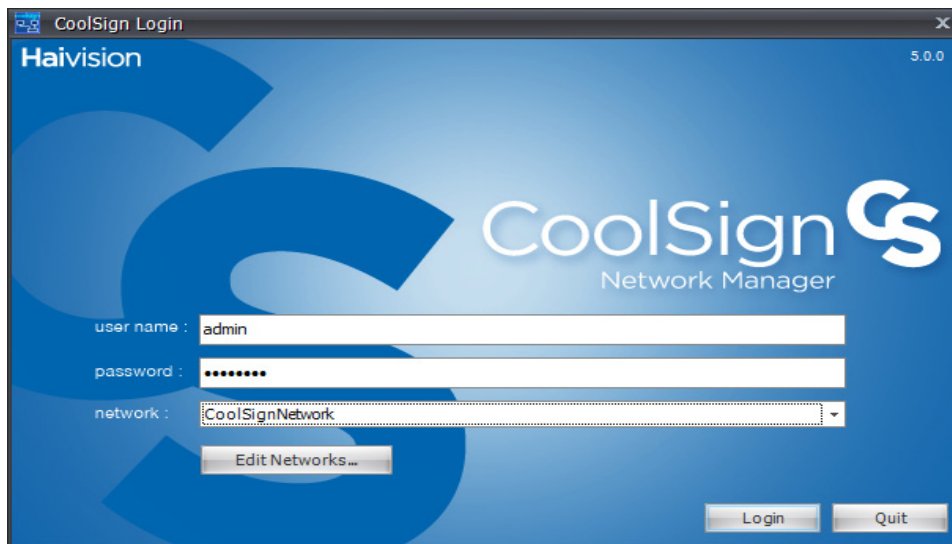 CoolSign Login
Haivision
5.0.0
CoolSign CS
Network Manager
user name :
admin
password :
••••••••
network :
CoolSignNetwork
Edit Networks...
Login
Quit